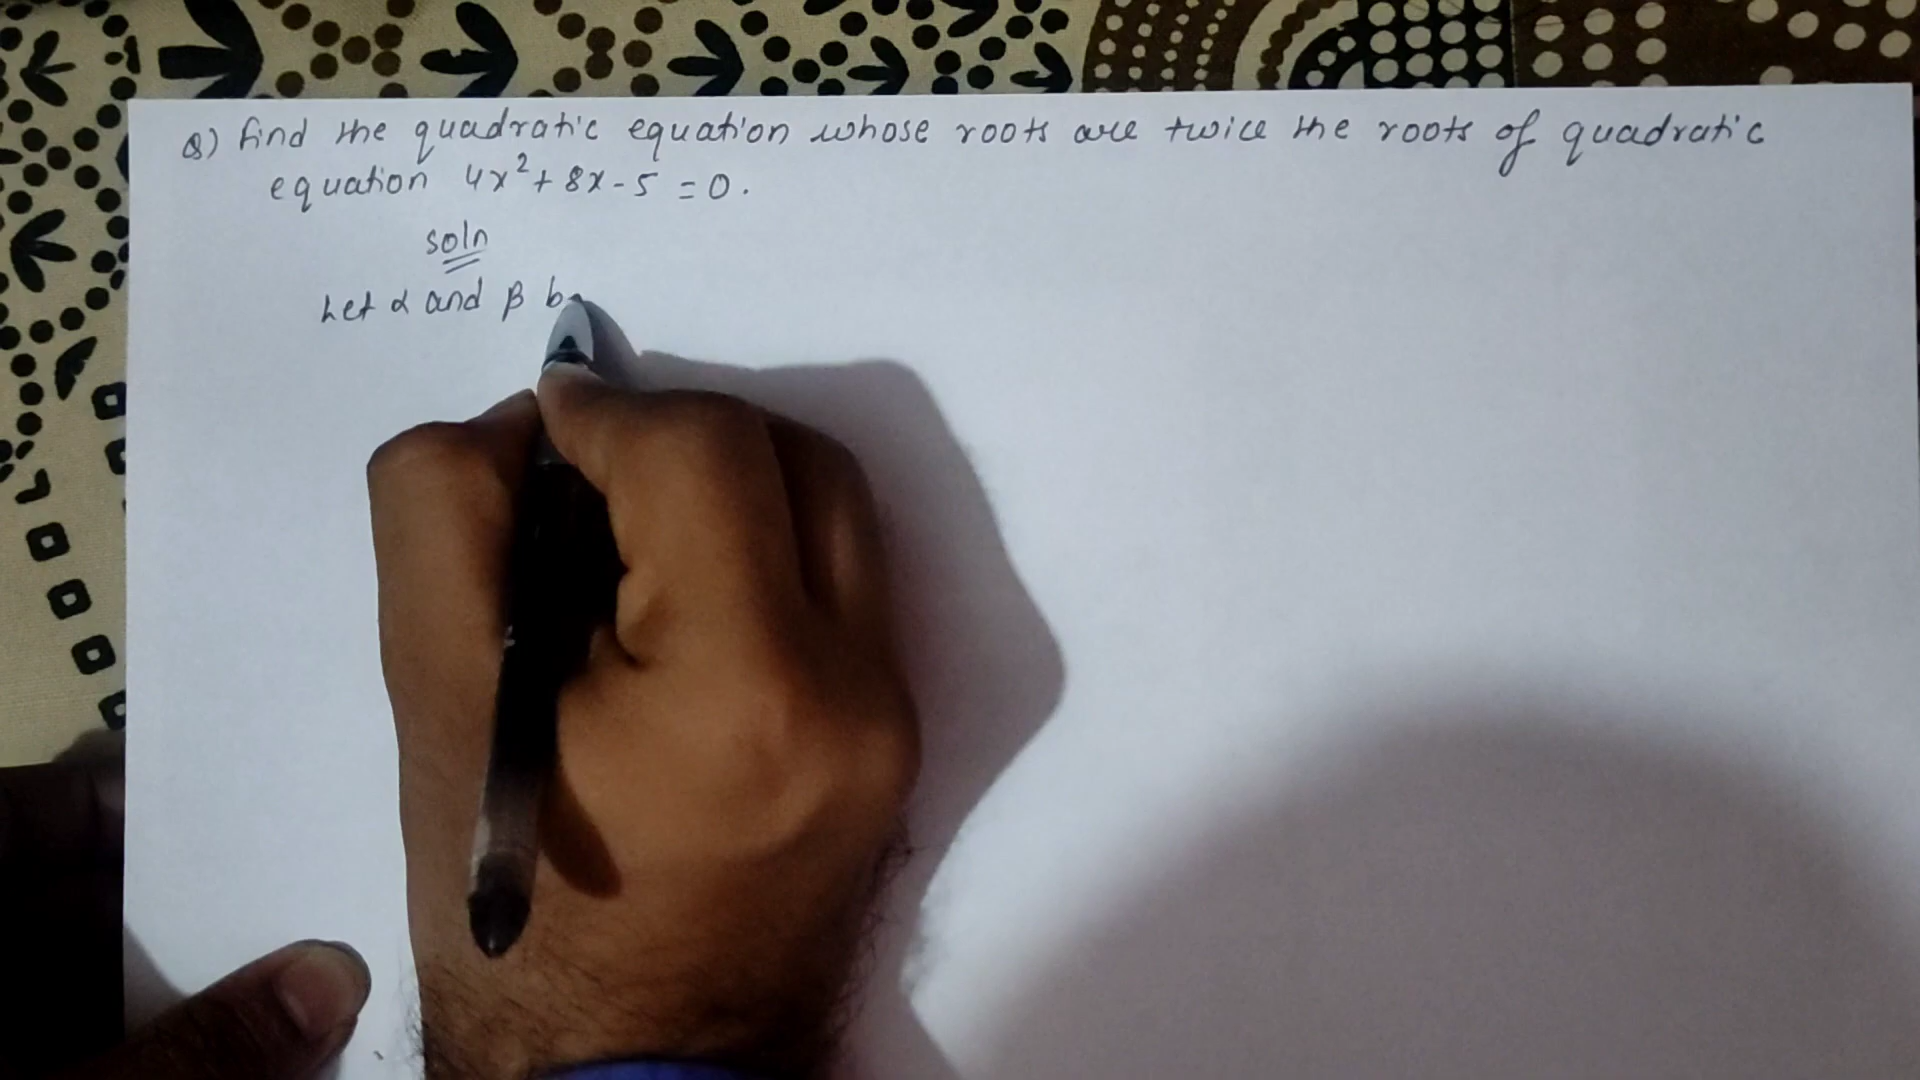 Q) find the quadratic equation whose roots are twice the roots of quadratic
equation 4x²+8x-5 = 0.
soln
Let α and β b